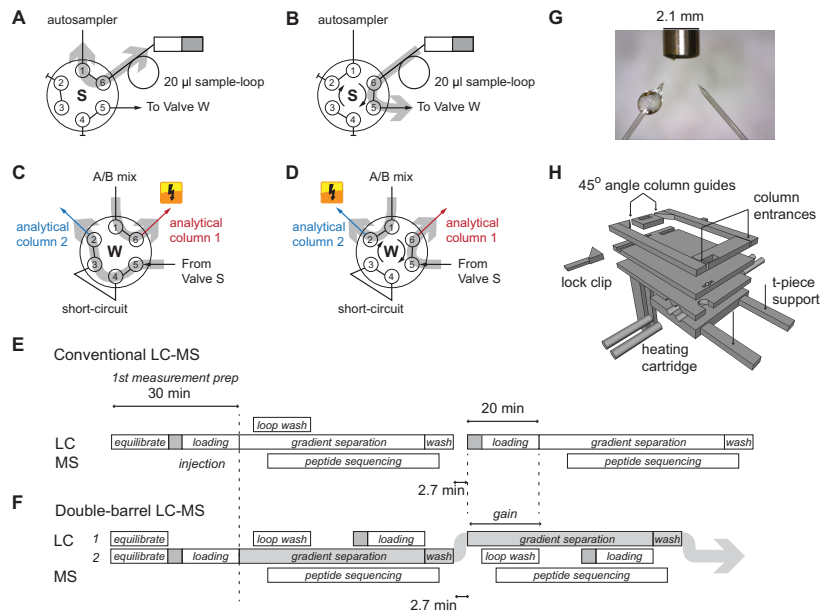 A
autosampler
1
2
6
S
3
5
4
20 µl sample-loop
To Valve W
B
autosampler
1
2
6
S
3
5
4
20 µl sample-loop
To Valve W
C
A/B mix
analytical
column 2
analytical
column 1
1
2
6
W
3
5
4
From
Valve S
short-circuit
D
A/B mix
analytical
column 2
analytical
column 1
1
2
6
W
3
5
4
From
Valve S
short-circuit
G
2.1 mm
H
45° angle column guides
column
entrances
lock clip
t-piece
support
heating
cartridge
E
Conventional LC-MS
1st measurement prep
30 min
20 min
loop wash
LC
equilibrate
loading
gradient separation
wash
loading
gradient separation
wash
MS
injection
peptide sequencing
peptide sequencing
2.7 min
F
Double-barrel LC-MS
gain
LC
1
equilibrate
loop wash
loading
gradient separation
wash
2
equilibrate
loading
gradient separation
wash
loop wash
loading
MS
peptide sequencing
peptide sequencing
2.7 min